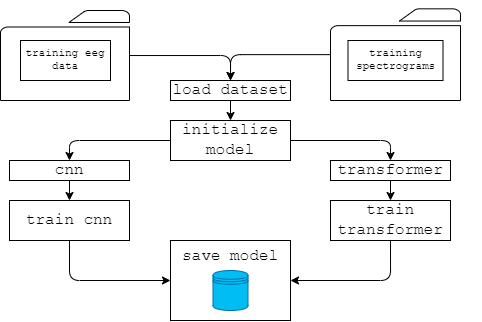 training eeg
data
training
spectrograms
load dataset
initialize
model
cnn
transformer
train cnn
train
transformer
save model